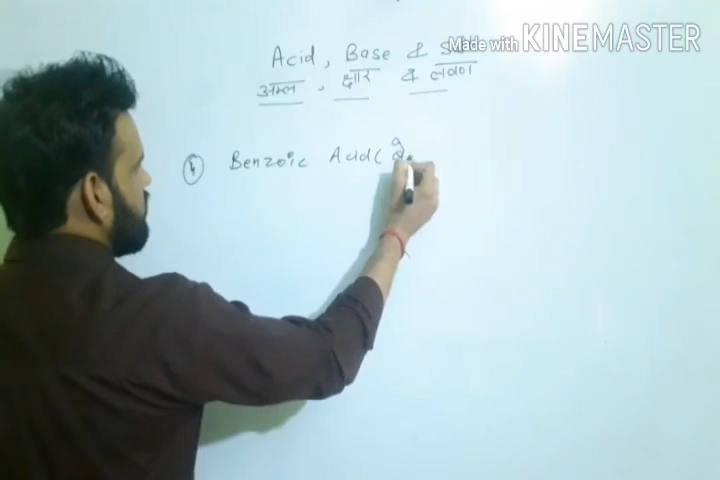 Made with KINEMASTER
Acid, Base &
अम्ल, क्षार व लवण
4 Benzoic Acid (बे